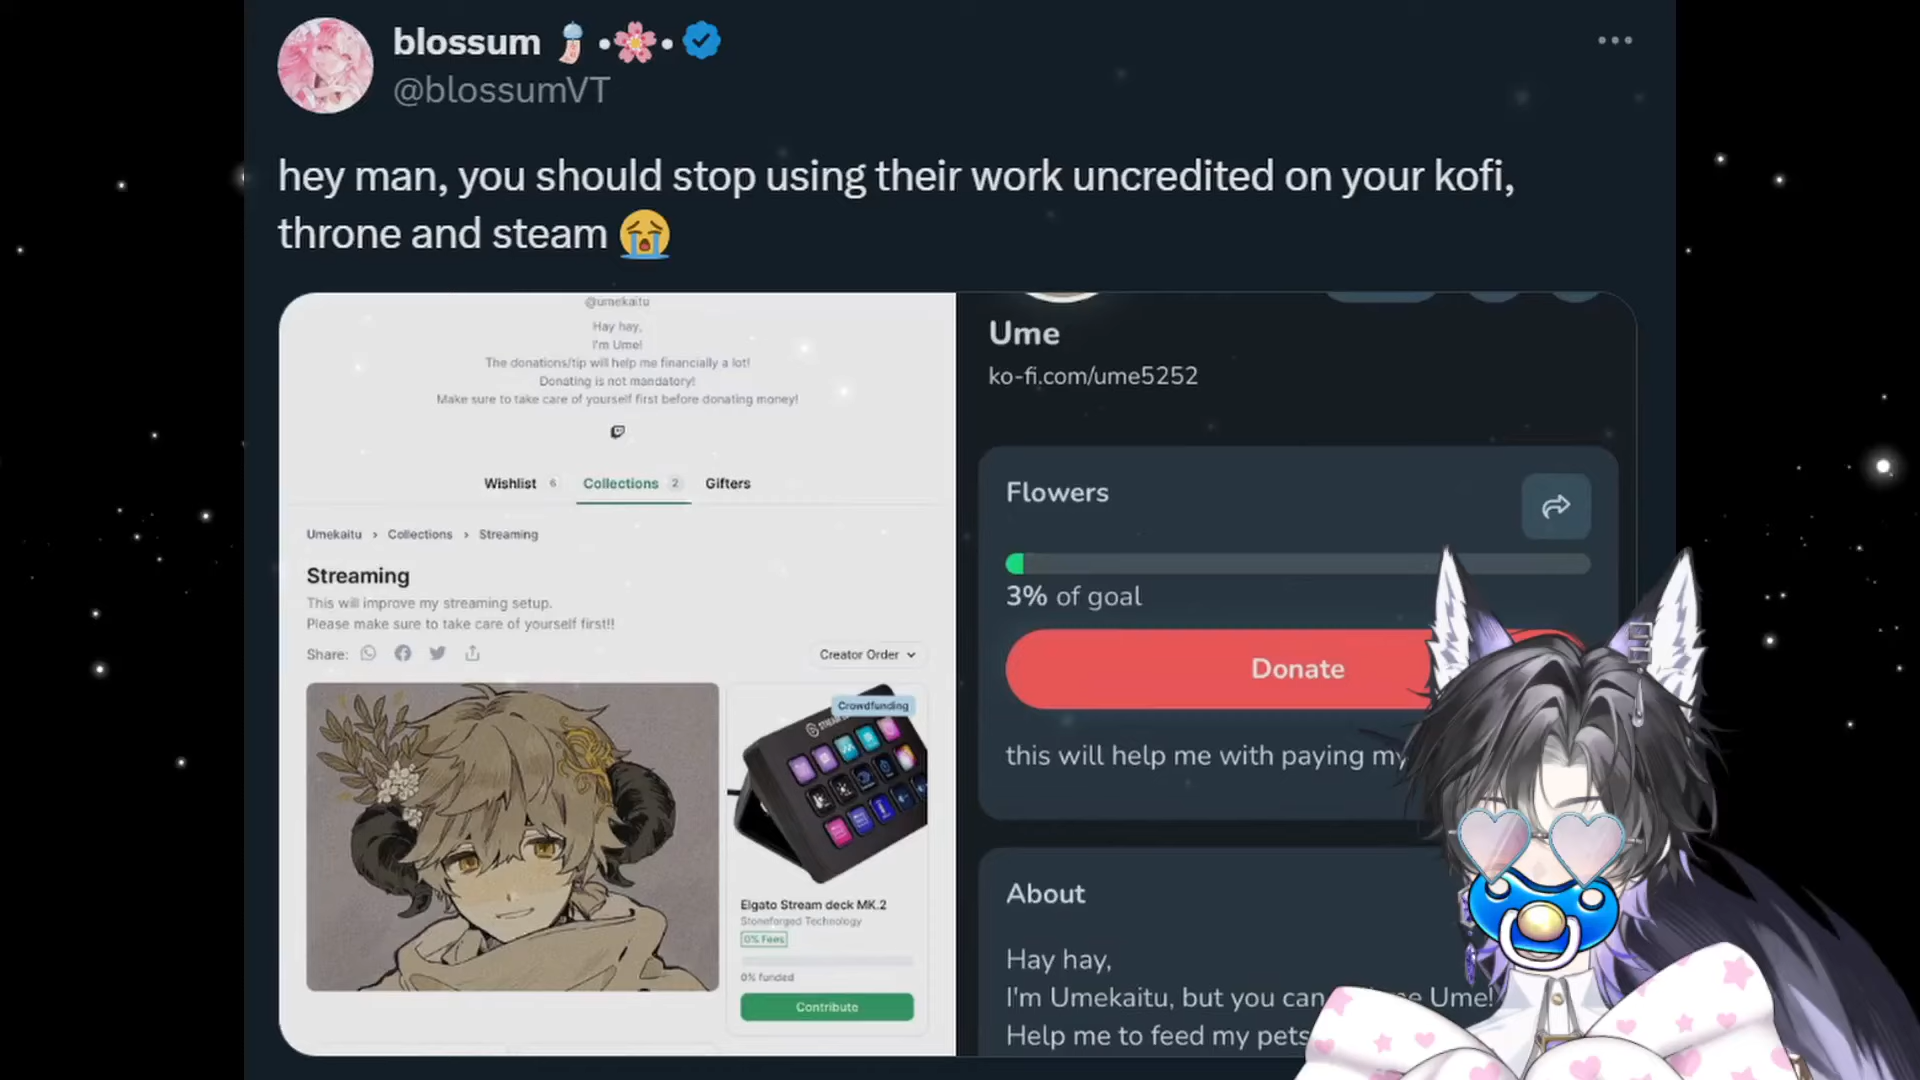 blossum
@blossumVT
hey man, you should stop using their work uncredited on your kofi,
throne and steam
@umekaitu
Hay hay,
I'm Ume!
The donations/tip will help me financially a lot!
Donating is not mandatory!
Make sure to take care of yourself first before donating money!
Wishlist 6 Collections 2 Gifters
Umekaitu > Collections > Streaming
Streaming
This will improve my streaming setup.
Please make sure to take care of yourself first!!
Share:
Creator Order
Crowdfunding
Elgato Stream deck MK.2
Stoneforged Technology
0% Fees
0% funded
Contribute
Ume
ko-fi.com/ume5252
Flowers
3% of goal
Donate
this will help me with paying my
About
Hay hay,
I'm Umekaitu, but you can me Ume!
Help me to feed my pets